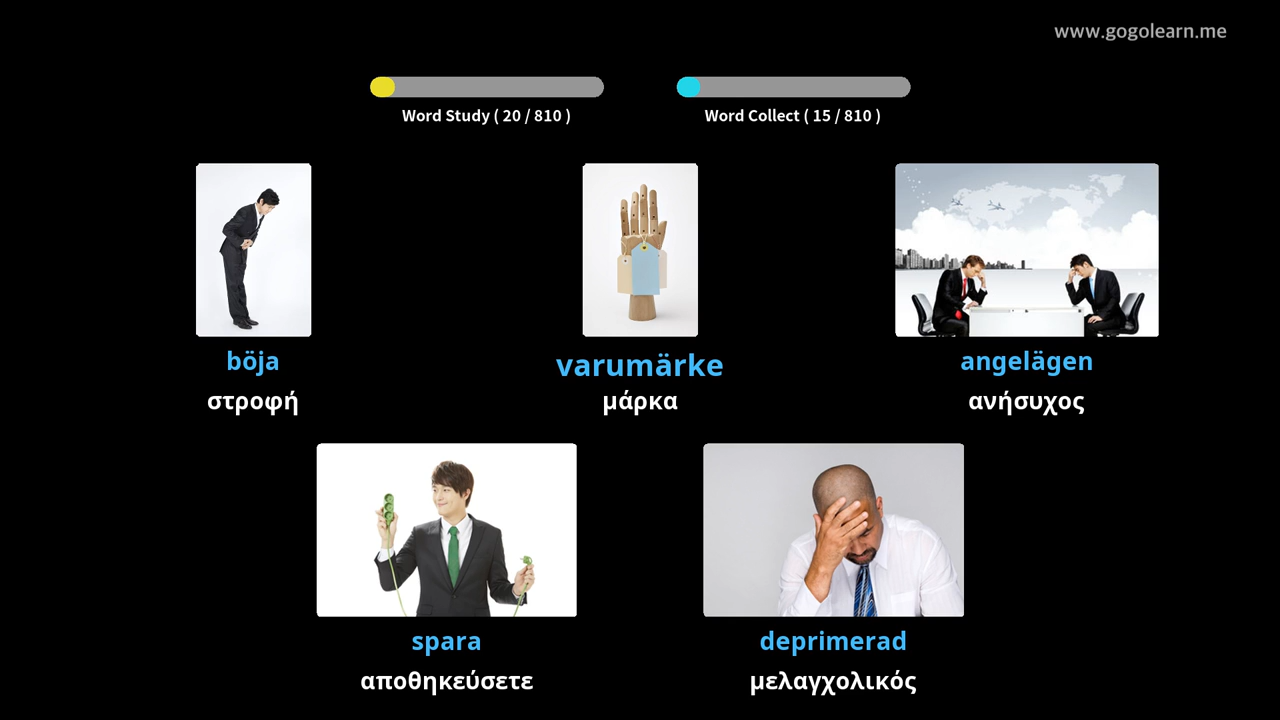 www.gogolearn.me
Word Study ( 20 / 810 )
Word Collect ( 15 / 810 )
böja
στροφή
varumärke
μάρκα
angelägen
ανήσυχος
spara
αποθηκεύσετε
deprimerad
μελαγχολικός